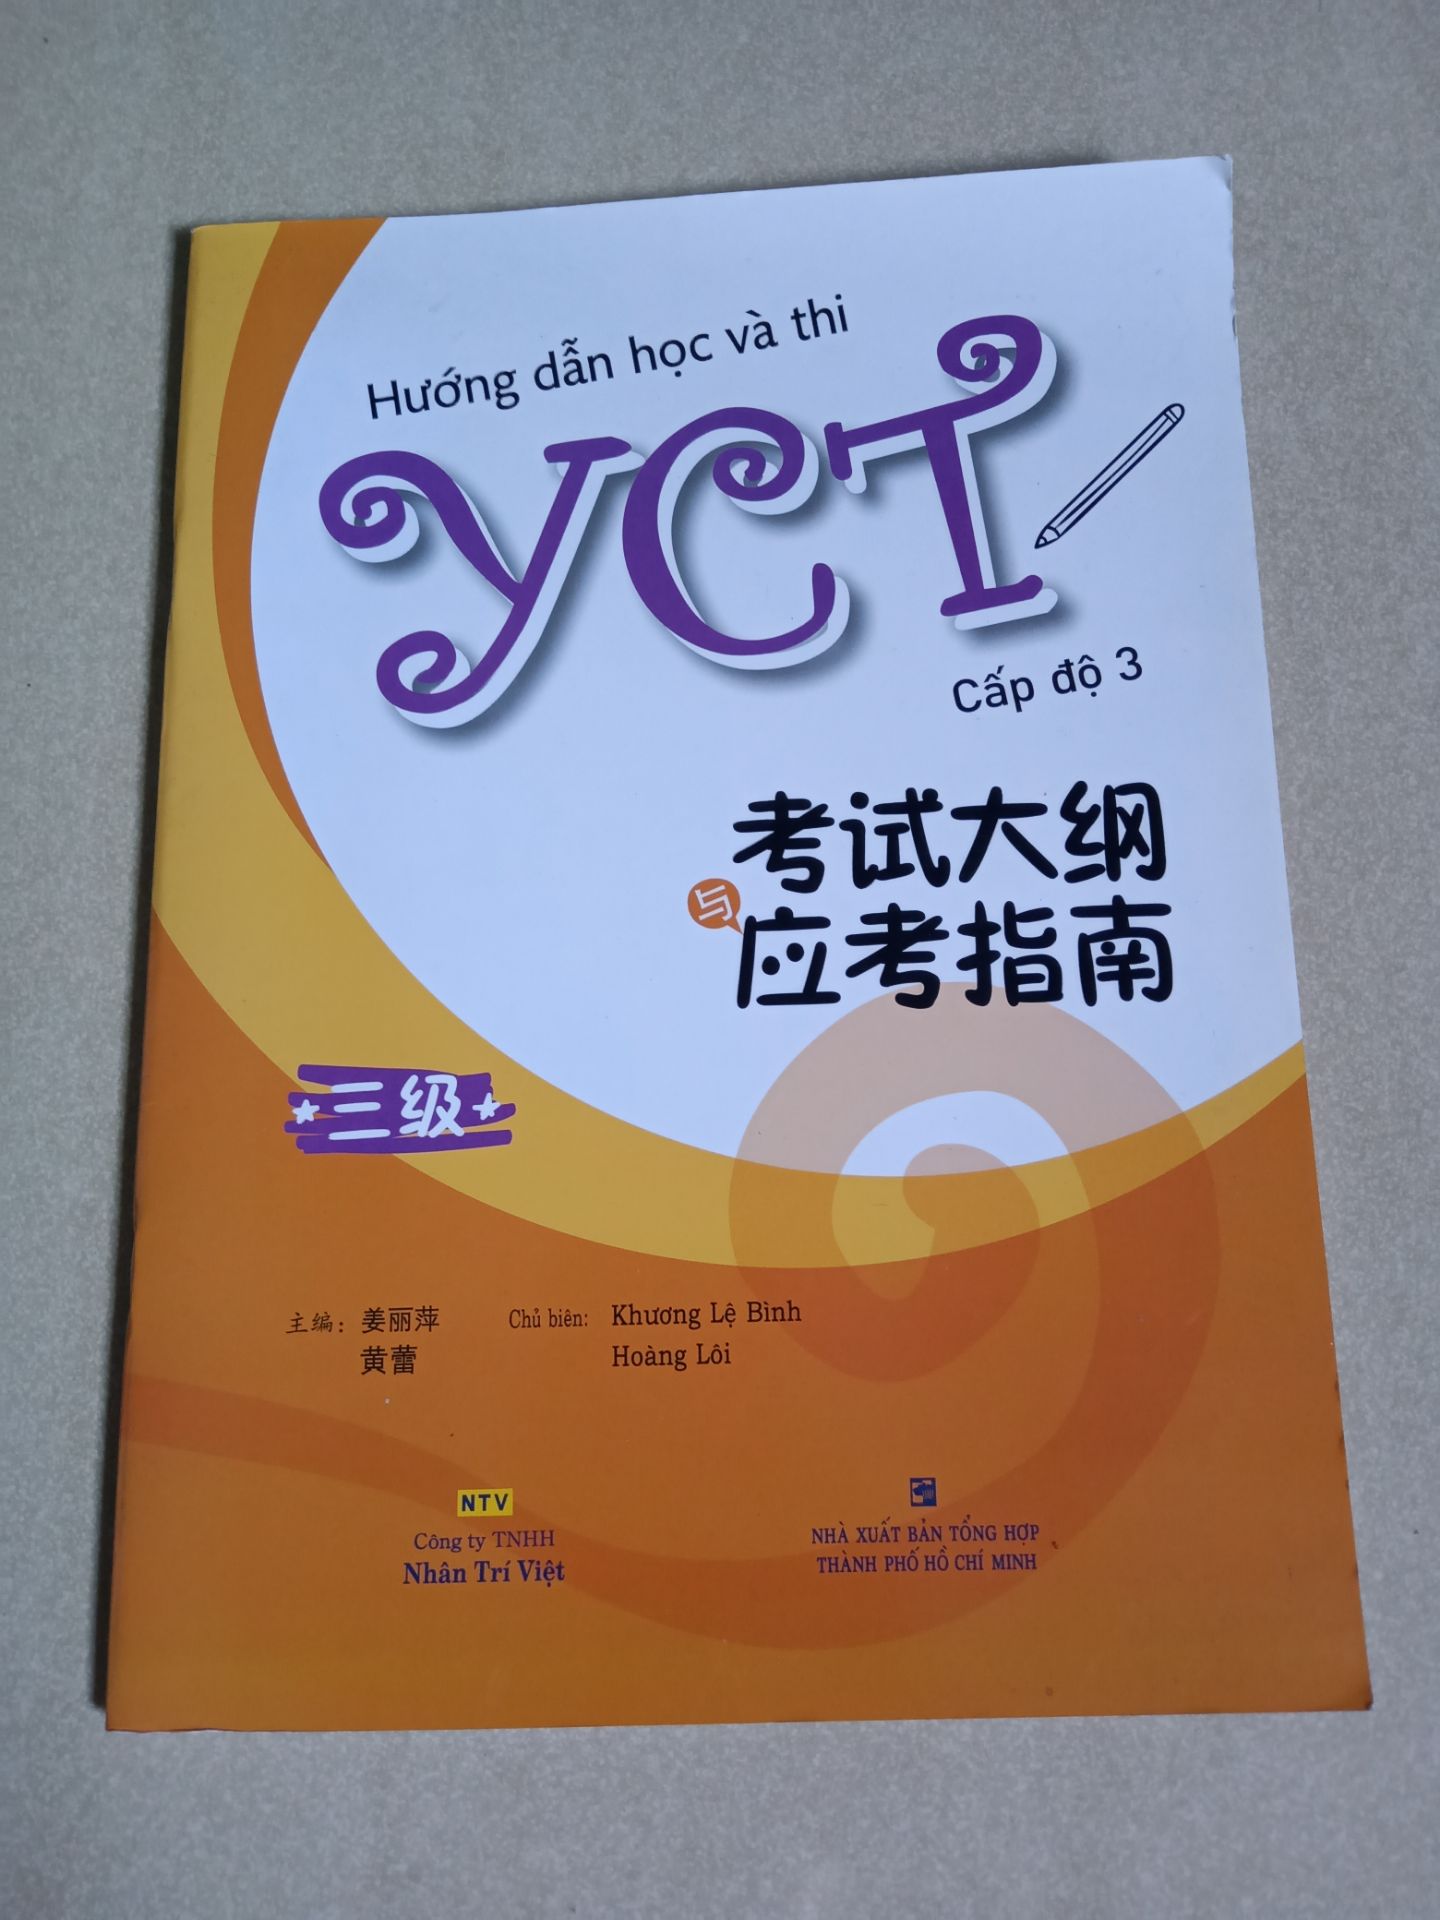 Hướng dẫn học và thi
YCT
Cấp độ 3
考试大纲
与
应考指南
三级
主编: 姜丽萍 Chủ biên: Khương Lệ Bình
黄蕾 Hoàng Lôi
NTV
Công ty TNHH
Nhân Trí Việt
NHÀ XUẤT BẢN TỔNG HỢP
THÀNH PHỐ HỒ CHÍ MINH